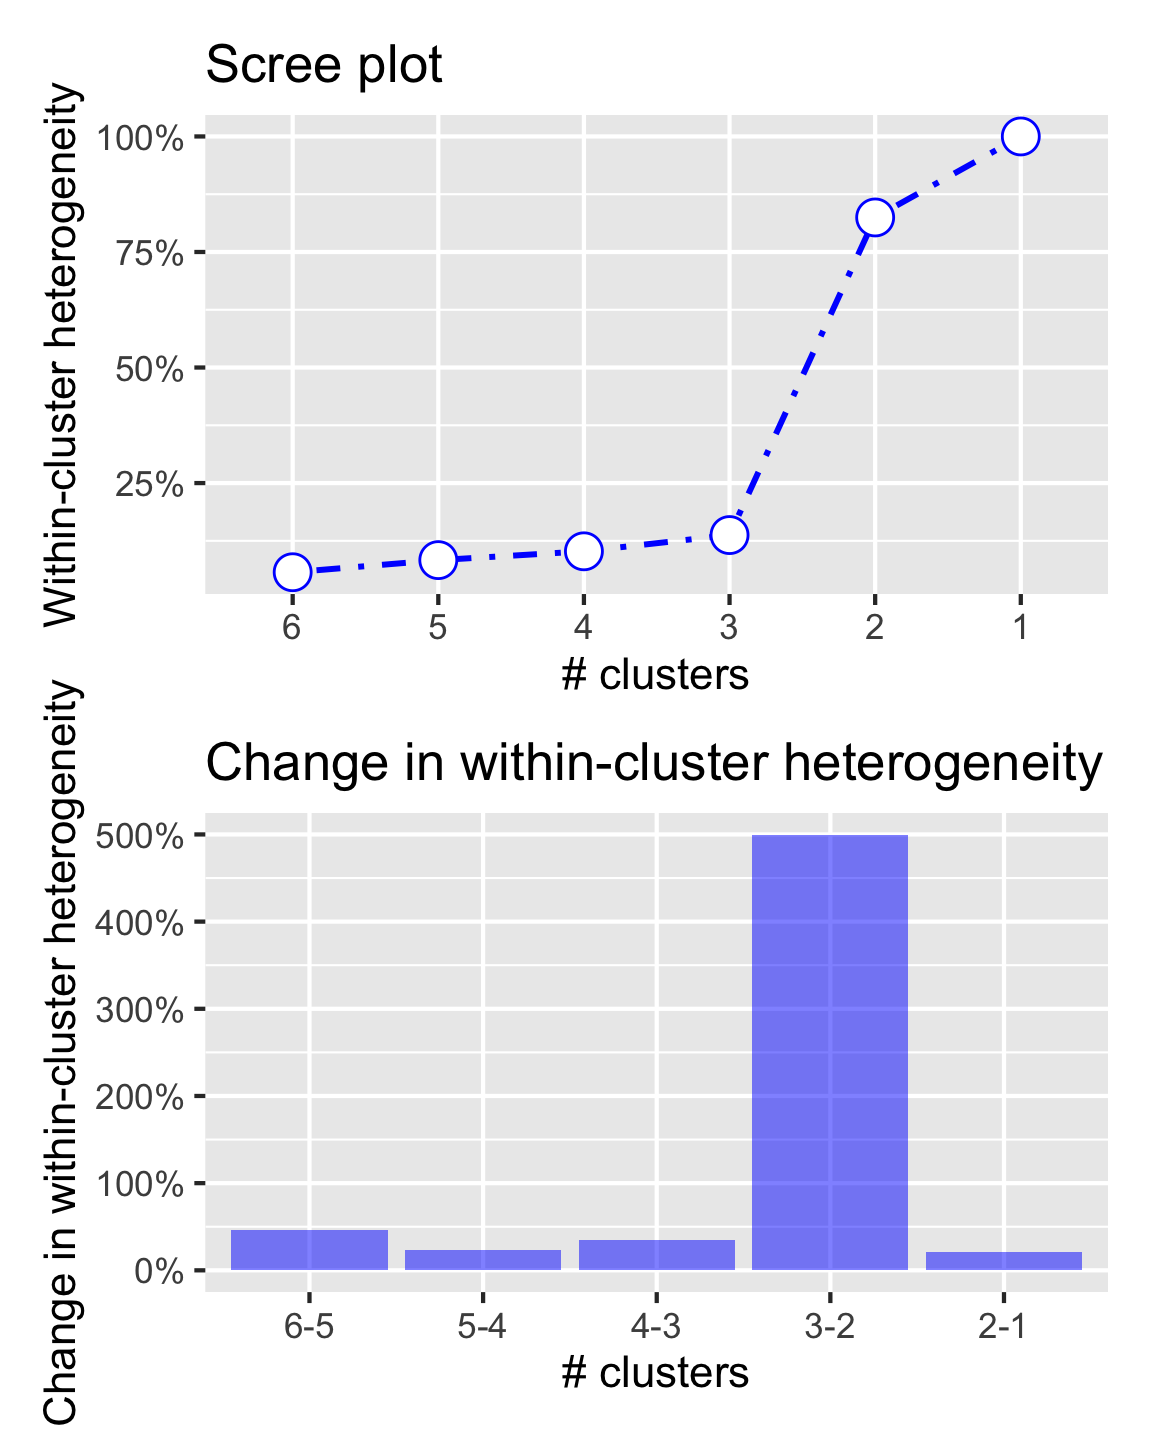 Scree plot
Within-cluster heterogeneity
100%
75%
50%
25%
6 5 4 3 2 1
# clusters
Change in within-cluster heterogeneity
Change in within-cluster heterogeneity
500%
400%
300%
200%
100%
0%
6-5 5-4 4-3 3-2 2-1
# clusters